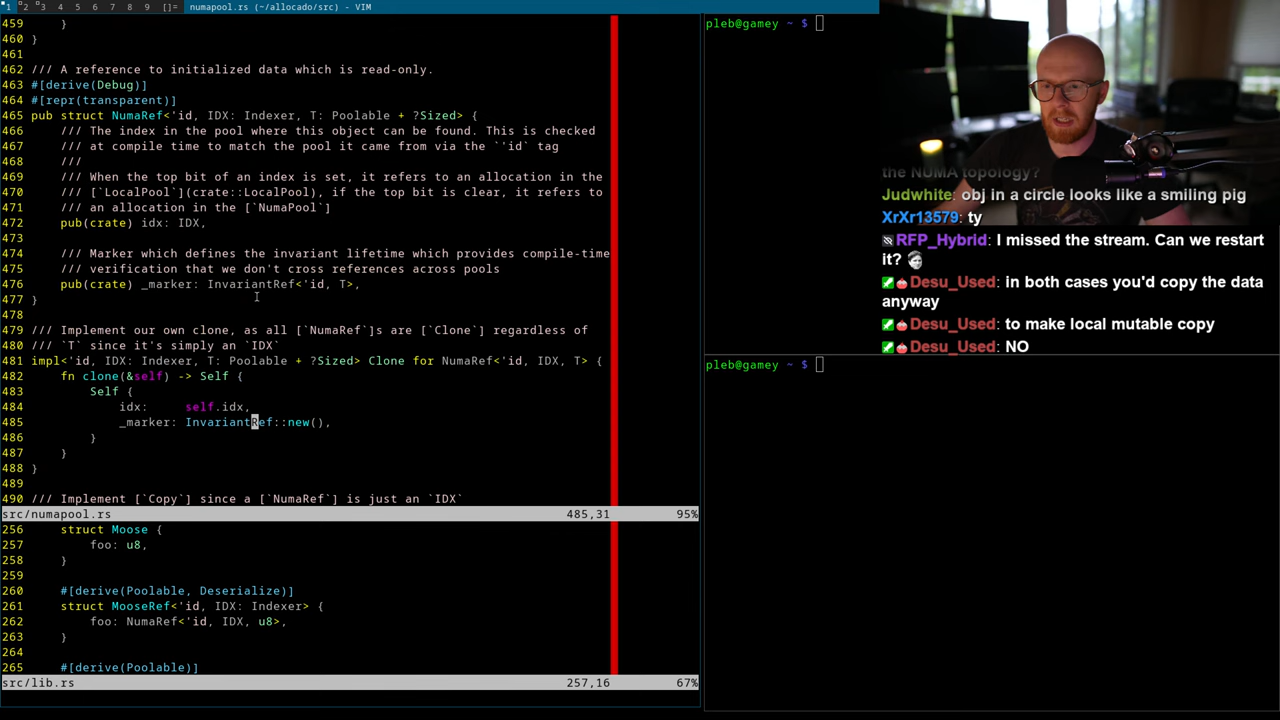 1 2 3 4 5 6 7 8 9 []= numapool.rs (~/allocado/src) - VIM
459     }
460 }
461
462 /// A reference to initialized data which is read-only.
463 #[derive(Debug)]
464 #[repr(transparent)]
465 pub struct NumaRef<'id, IDX: Indexer, T: Poolable + ?Sized> {
466     /// The index in the pool where this object can be found. This is checked
467     /// at compile time to match the pool it came from via the `'id` tag
468     ///
469     /// When the top bit of an index is set, it refers to an allocation in the
470     /// [`LocalPool`](crate::LocalPool), if the top bit is clear, it refers to
471     /// an allocation in the [`NumaPool`]
472     pub(crate) idx: IDX,
473
474     /// Marker which defines the invariant lifetime which provides compile-time
475     /// verification that we don't cross references across pools
476     pub(crate) _marker: InvariantRef<'id, T>,
477 }
478
479 /// Implement our own clone, as all [`NumaRef`]s are [`Clone`] regardless of
480 /// `T` since it's simply an `IDX`
481 impl<'id, IDX: Indexer, T: Poolable + ?Sized> Clone for NumaRef<'id, IDX, T> {
482     fn clone(&self) -> Self {
483         Self {
484             idx:     self.idx,
485             _marker: InvariantRef::new(),
486         }
487     }
488 }
489
490 /// Implement [`Copy`] since a [`NumaRef`] is just an `IDX`
src/numapool.rs 485,31 95%
256     struct Moose {
257         foo: u8,
258     }
259
260     #[derive(Poolable, Deserialize)]
261     struct MooseRef<'id, IDX: Indexer> {
262         foo: NumaRef<'id, IDX, u8>,
263     }
264
265     #[derive(Poolable)]
src/lib.rs 257,16 67%
pleb@gamey ~ $
pleb@gamey ~ $
the NUMA topology?
Judwhite: obj in a circle looks like a smiling pig
XrXr13579: ty
RFP_Hybrid: I missed the stream. Can we restart
it?
Desu_Used: in both cases you'd copy the data
anyway
Desu_Used: to make local mutable copy
Desu_Used: NO